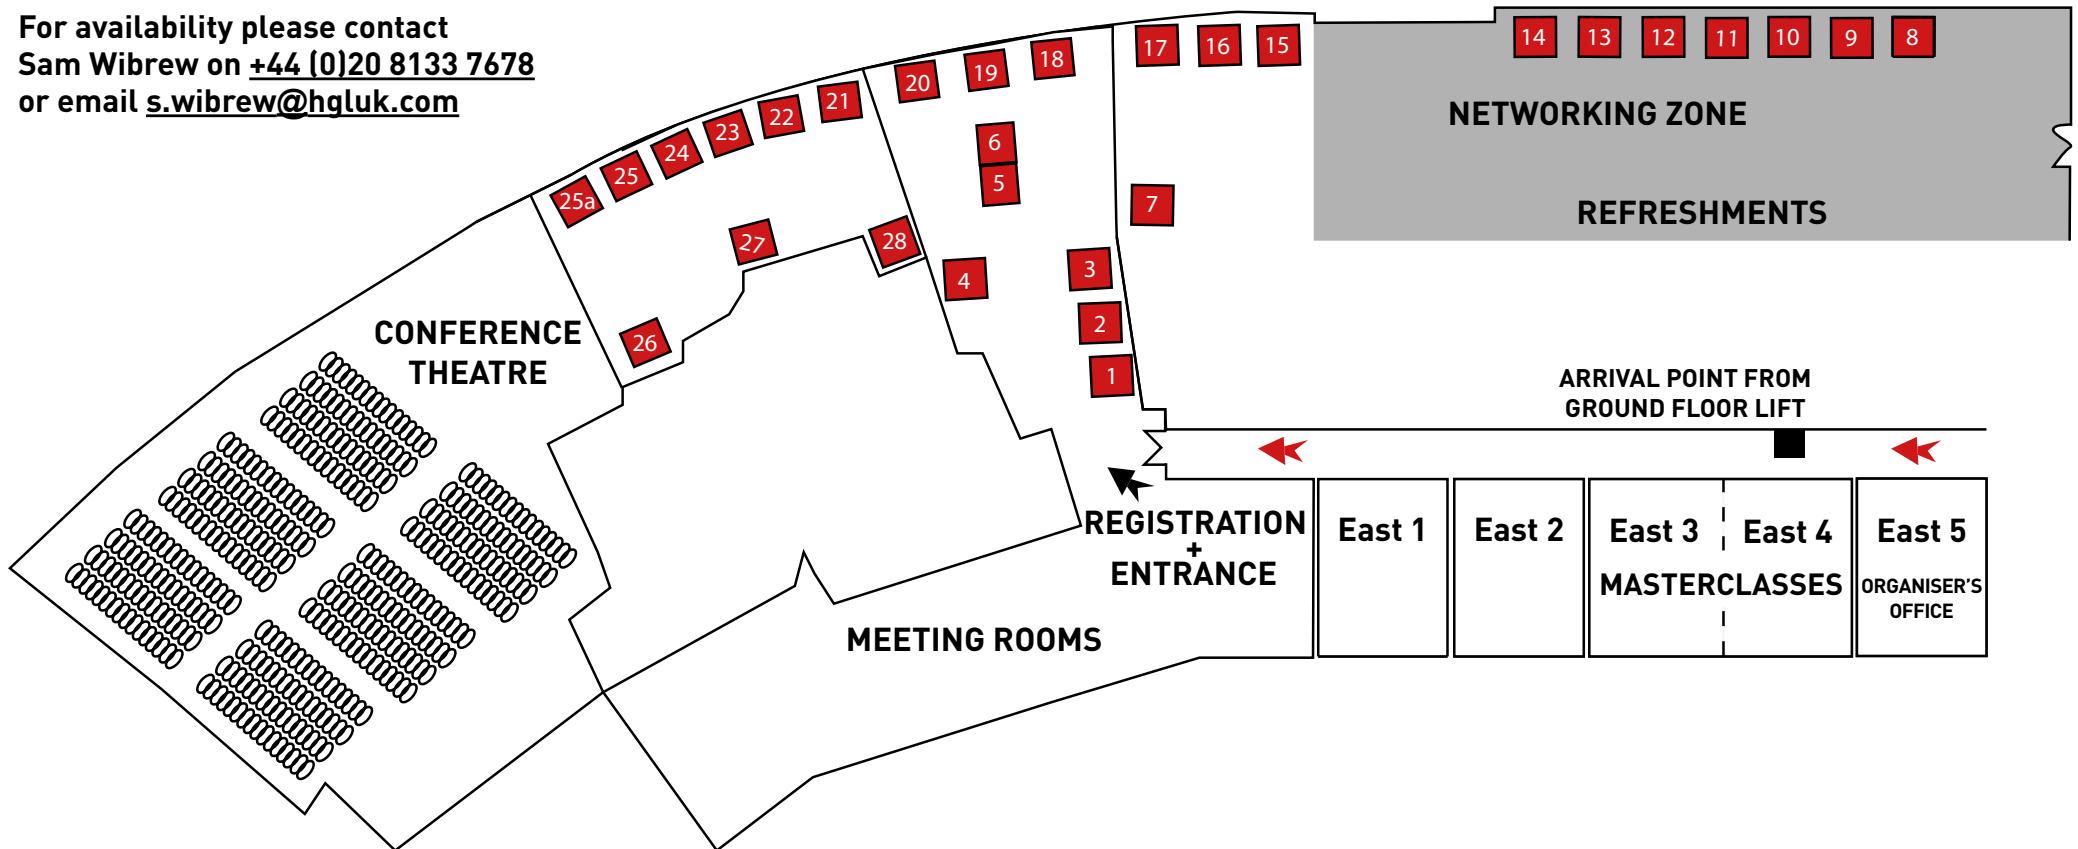 For availability please contact
Sam Wibrew on +44 (0)20 8133 7678
or email s.wibrew@hgluk.com
14 13 12 11 10 9 8
17 16 15
20 19 18
25a 25 24 23 22 21
NETWORKING ZONE
REFRESHMENTS
6
5
7
27
28
4
3
2
1
26
CONFERENCE
THEATRE
ARRIVAL POINT FROM
GROUND FLOOR LIFT
REGISTRATION
+
ENTRANCE
East 1
East 2
East 3
East 4
MASTERCLASSES
East 5
ORGANISER'S
OFFICE
MEETING ROOMS